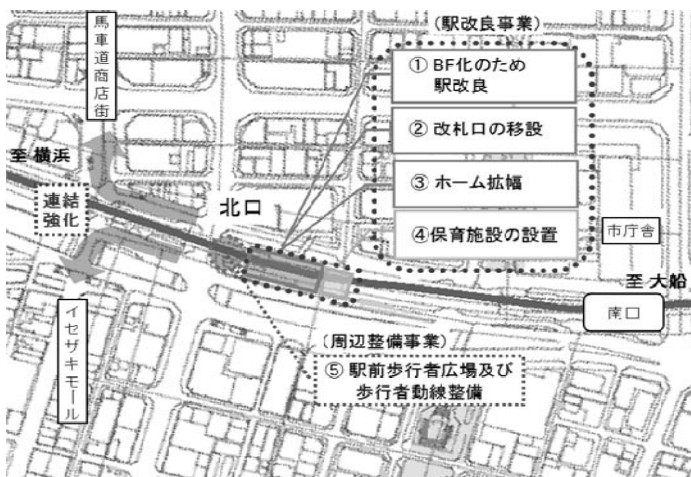 (駅改良事業)
① BF化のため
駅改良
② 改札口の移設
③ ホーム拡幅
④保育施設の設置
馬車道商店街
至 横浜
連結
強化
北口
市庁舎
至 大船
南口
イセザキモール
(周辺整備事業)
⑤ 駅前歩行者広場及び
歩行者動線整備